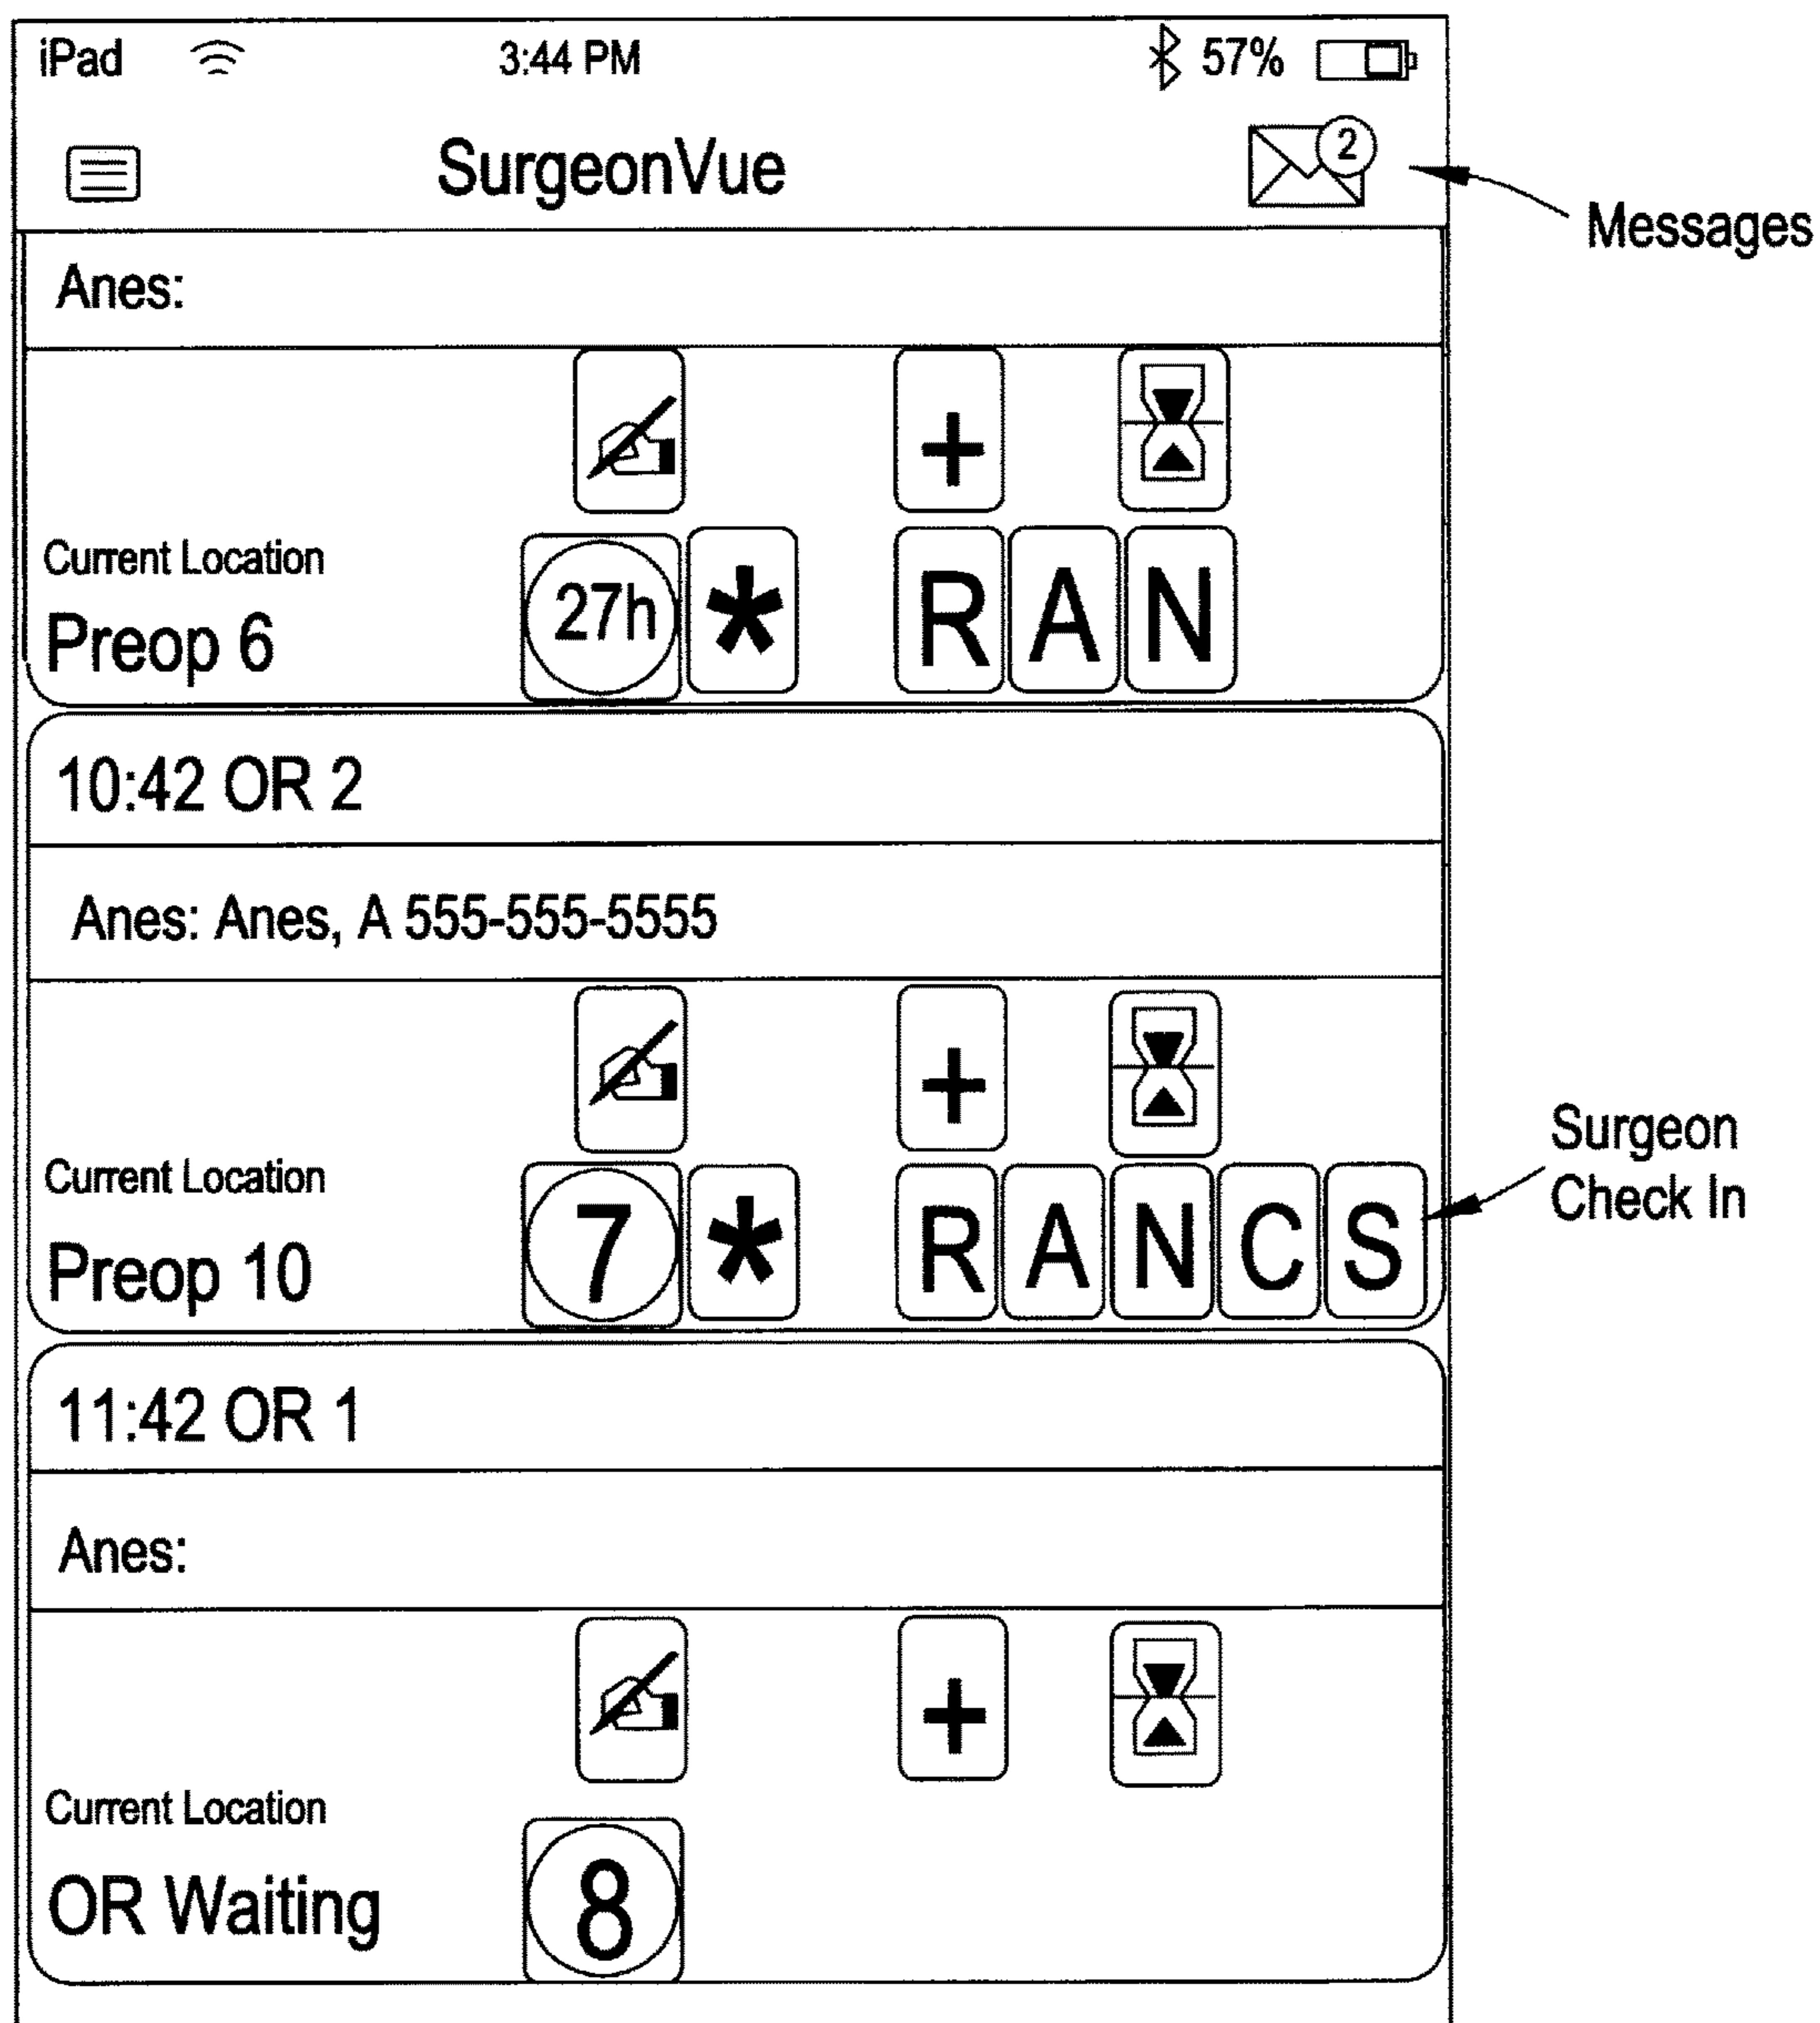 iPad 3:44 PM 57%
SurgeonVue 2
Messages
Anes:
+
Current Location
Preop 6
27h * R A N
10:42 OR 2
Anes: Anes, A 555-555-5555
+
Current Location
Preop 10
7 * R A N C S
Surgeon
Check In
11:42 OR 1
Anes:
+
Current Location
OR Waiting
8